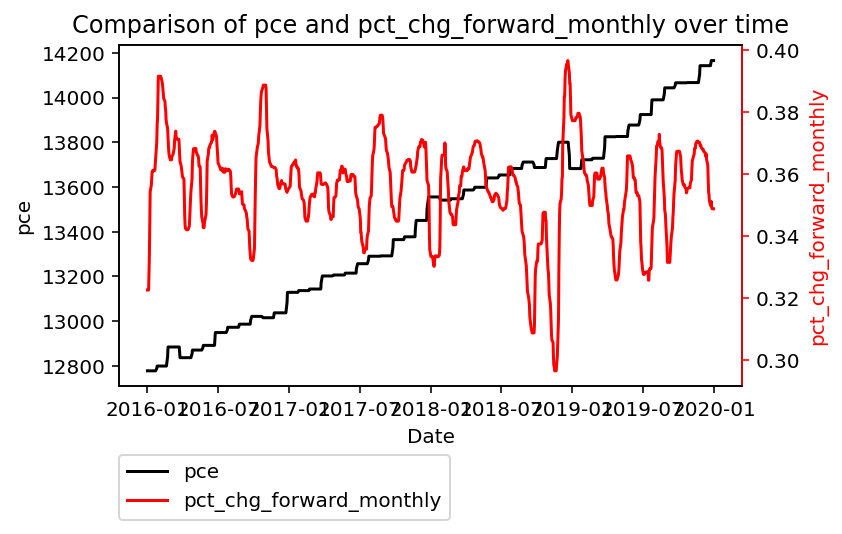 Comparison of pce and pct_chg_forward_monthly over time
14200
14000
13800
13600
13400
13200
13000
12800
pce
0.40
0.38
0.36
0.34
0.32
0.30
pct_chg_forward_monthly
2016-01 2016-07 2017-01 2017-07 2018-01 2018-07 2019-01 2019-07 2020-01
Date
pce
pct_chg_forward_monthly